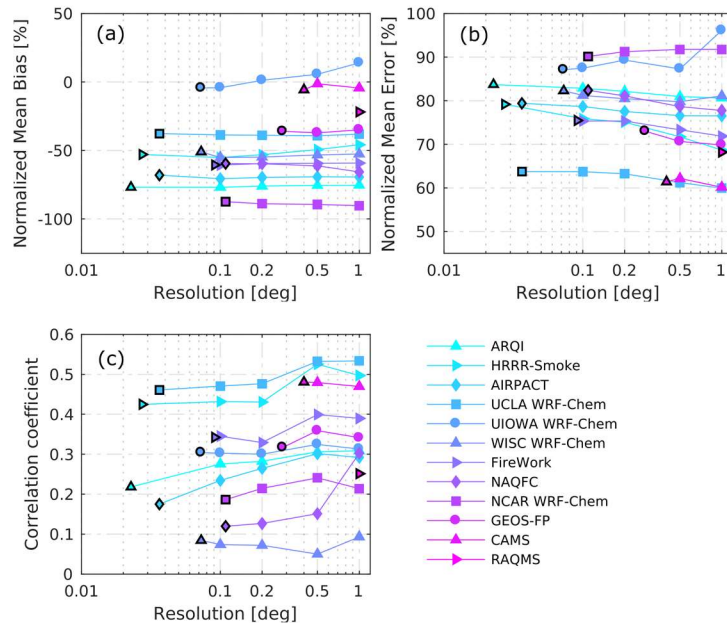 (a)
Normalized Mean Bias [%]
50
0
-50
-100
0.01
0.1
0.2
0.5
1
Resolution [deg]
(b)
Normalized Mean Error [%]
100
90
80
70
60
50
0.01
0.1
0.2
0.5
1
Resolution [deg]
(c)
Correlation coefficient
0.6
0.5
0.4
0.3
0.2
0.1
0
0.01
0.1
0.2
0.5
1
Resolution [deg]
ARQI
HRRR-Smoke
AIRPACT
UCLA WRF-Chem
UIOWA WRF-Chem
WISC WRF-Chem
FireWork
NAQFC
NCAR WRF-Chem
GEOS-FP
CAMS
RAQMS